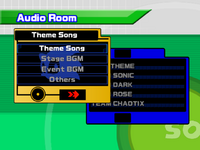 Audio Room
Theme Song
Theme Song
Stage BGM
Event BGM
Others
THEME
SONIC
DARK
ROSE
TEAM CHAOTIX
SO